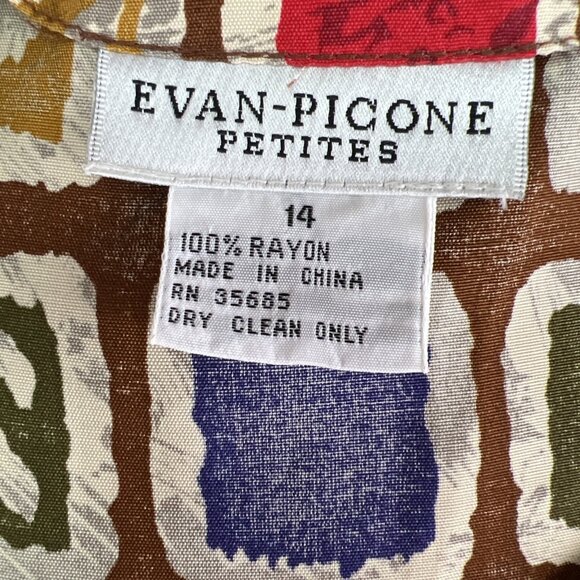 EVAN-PICONE
PETITES
14
100% RAYON
MADE IN CHINA
RN 35685
DRY CLEAN ONLY